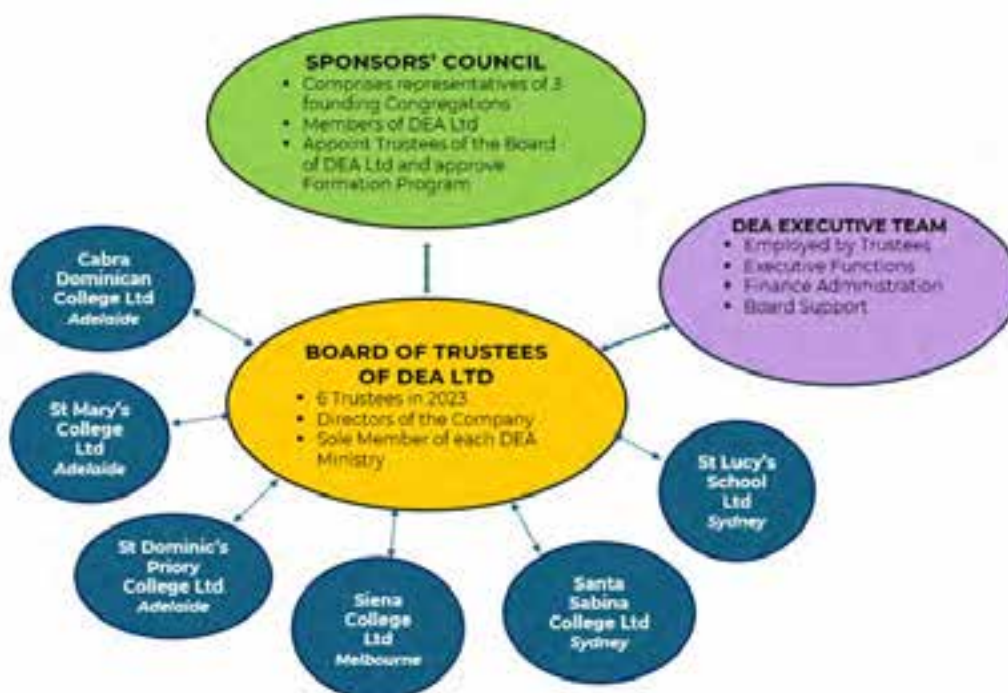 SPONSORS' COUNCIL
▪ Comprises representatives of 3
founding Congregations
▪ Members of DEA Ltd
▪ Appoint Trustees of the Board
of DEA Ltd and approve
Formation Program
DEA EXECUTIVE TEAM
▪ Employed by Trustees
▪ Executive Functions
▪ Finance Administration
▪ Board Support
Cabra
Dominican
College Ltd
Adelaide
BOARD OF TRUSTEES
OF DEA LTD
▪ 6 Trustees in 2023
▪ Directors of the Company
▪ Sole Member of each DEA
Ministry
St Mary's
College
Ltd
Adelaide
St Lucy's
School
Ltd
Sydney
St Dominic's
Priory
College Ltd
Adelaide
Siena
College
Ltd
Melbourne
Santa
Sabina
College Ltd
Sydney